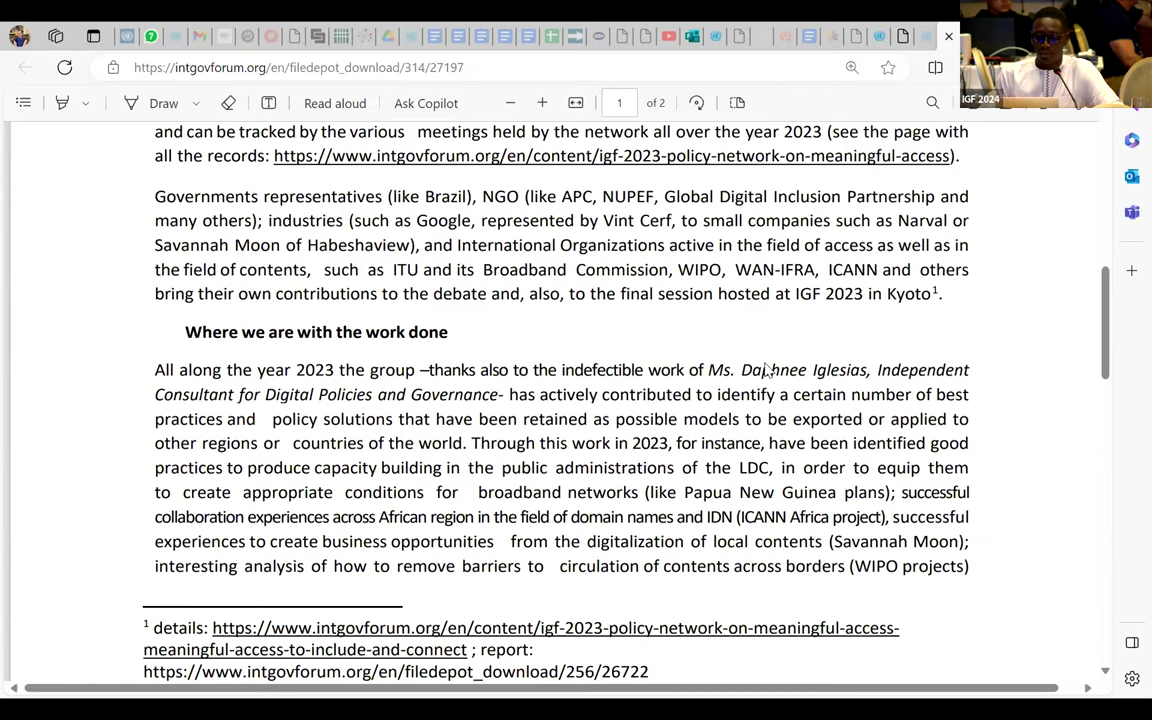 https://intgovforum.org/en/filedepot_download/314/27197
Draw
Read aloud
Ask Copilot
1
of 2
IGF 2024
and can be tracked by the various meetings held by the network all over the year 2023 (see the page with
all the records: https://www.intgovforum.org/en/content/igf-2023-policy-network-on-meaningful-access).
Governments representatives (like Brazil), NGO (like APC, NUPEF, Global Digital Inclusion Partnership and
many others); industries (such as Google, represented by Vint Cerf, to small companies such as Narval or
Savannah Moon of Habeshaview), and International Organizations active in the field of access as well as in
the field of contents, such as ITU and its Broadband Commission, WIPO, WAN-IFRA, ICANN and others
bring their own contributions to the debate and, also, to the final session hosted at IGF 2023 in Kyoto1.
Where we are with the work done
All along the year 2023 the group –thanks also to the indefectible work of Ms. Daphnee Iglesias, Independent
Consultant for Digital Policies and Governance- has actively contributed to identify a certain number of best
practices and policy solutions that have been retained as possible models to be exported or applied to
other regions or countries of the world. Through this work in 2023, for instance, have been identified good
practices to produce capacity building in the public administrations of the LDC, in order to equip them
to create appropriate conditions for broadband networks (like Papua New Guinea plans); successful
collaboration experiences across African region in the field of domain names and IDN (ICANN Africa project), successful
experiences to create business opportunities from the digitalization of local contents (Savannah Moon);
interesting analysis of how to remove barriers to circulation of contents across borders (WIPO projects)
1 details: https://www.intgovforum.org/en/content/igf-2023-policy-network-on-meaningful-access-
meaningful-access-to-include-and-connect ; report:
https://www.intgovforum.org/en/filedepot_download/256/26722